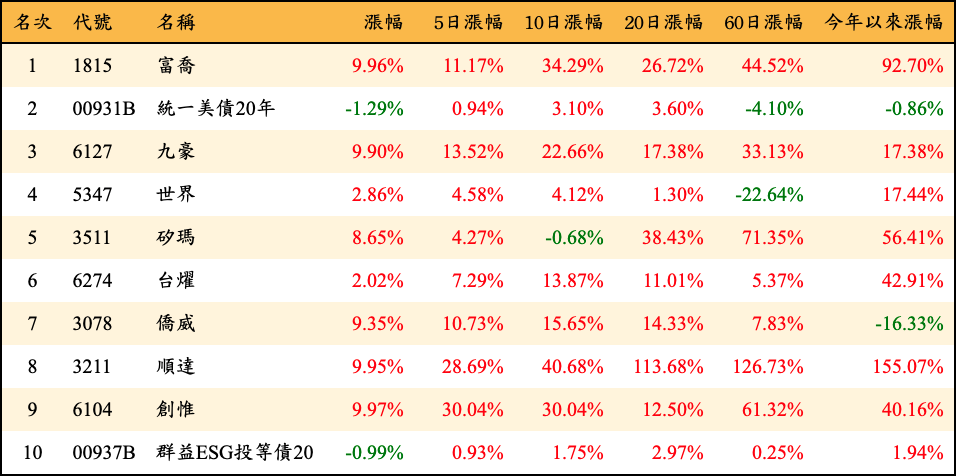 名次 代號 名稱 漲幅 5日漲幅 10日漲幅 20日漲幅 60日漲幅 今年以來漲幅
1 1815 富喬 9.96% 11.17% 34.29% 26.72% 44.52% 92.70%
2 00931B 統一美債20年 -1.29% 0.94% 3.10% 3.60% -4.10% -0.86%
3 6127 九豪 9.90% 13.52% 22.66% 17.38% 33.13% 17.38%
4 5347 世界 2.86% 4.58% 4.12% 1.30% -22.64% 17.44%
5 3511 矽瑪 8.65% 4.27% -0.68% 38.43% 71.35% 56.41%
6 6274 台燿 2.02% 7.29% 13.87% 11.01% 5.37% 42.91%
7 3078 僑威 9.35% 10.73% 15.65% 14.33% 7.83% -16.33%
8 3211 順達 9.95% 28.69% 40.68% 113.68% 126.73% 155.07%
9 6104 創惟 9.97% 30.04% 30.04% 12.50% 61.32% 40.16%
10 00937B 群益ESG投等債20 -0.99% 0.93% 1.75% 2.97% 0.25% 1.94%